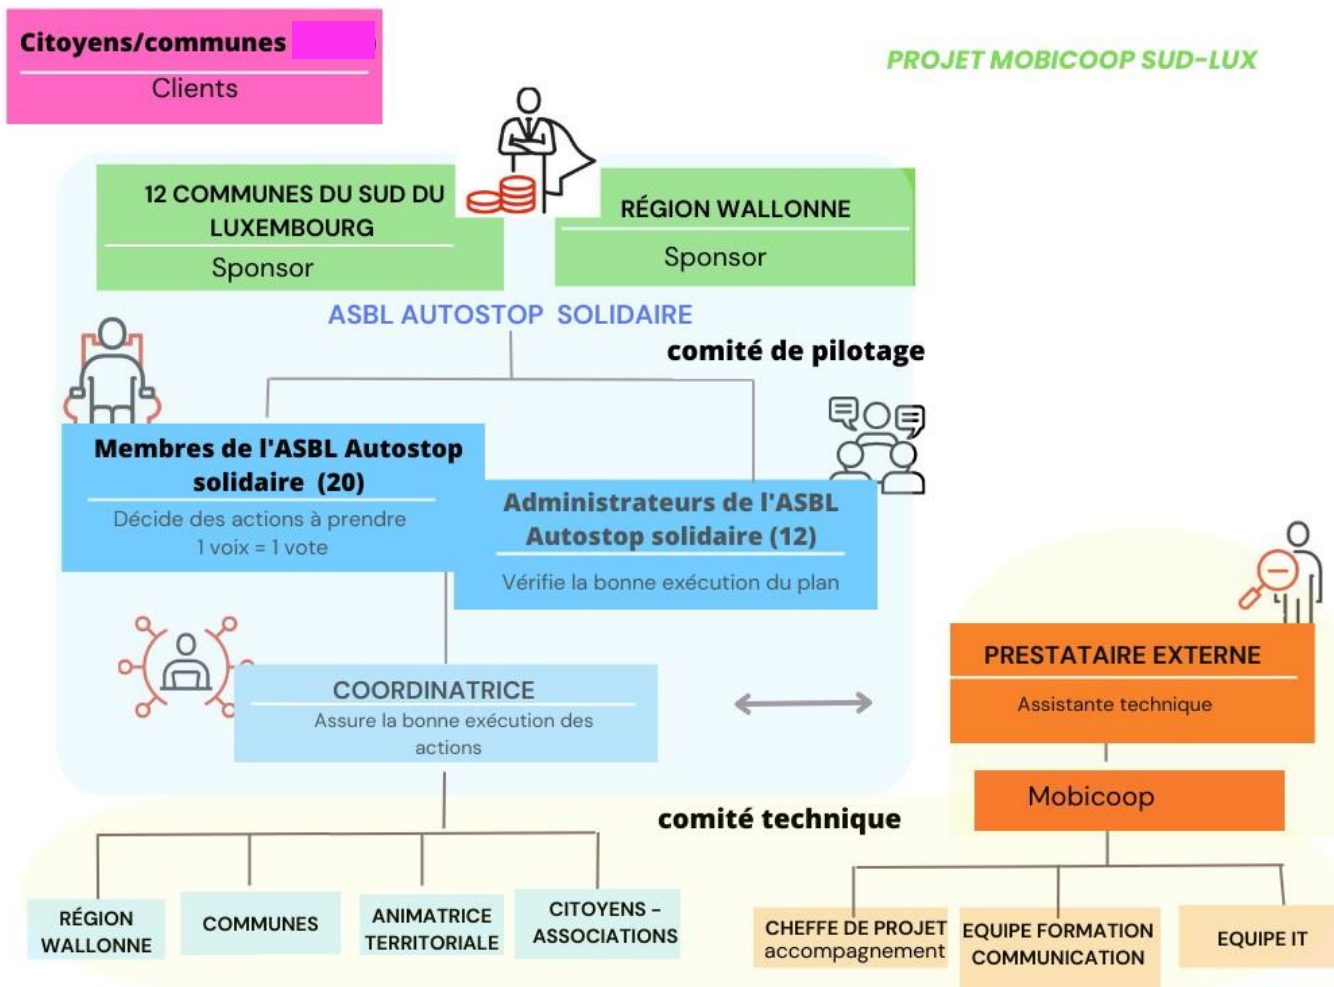 Citoyens/communes
Clients
PROJET MOBICOOP SUD-LUX
12 COMMUNES DU SUD DU
LUXEMBOURG
Sponsor
RÉGION WALLONNE
Sponsor
ASBL AUTOSTOP SOLIDAIRE
comité de pilotage
Membres de l'ASBL Autostop
solidaire (20)
Décide des actions à prendre
1 voix = 1 vote
Administrateurs de l'ASBL
Autostop solidaire (12)
Vérifie la bonne exécution du plan
COORDINATRICE
Assure la bonne exécution des
actions
PRESTATAIRE EXTERNE
Assistante technique
Mobicoop
comité technique
RÉGION
WALLONNE
COMMUNES
ANIMATRICE
TERRITORIALE
CITOYENS -
ASSOCIATIONS
CHEFFE DE PROJET
accompagnement
EQUIPE FORMATION
COMMUNICATION
EQUIPE IT